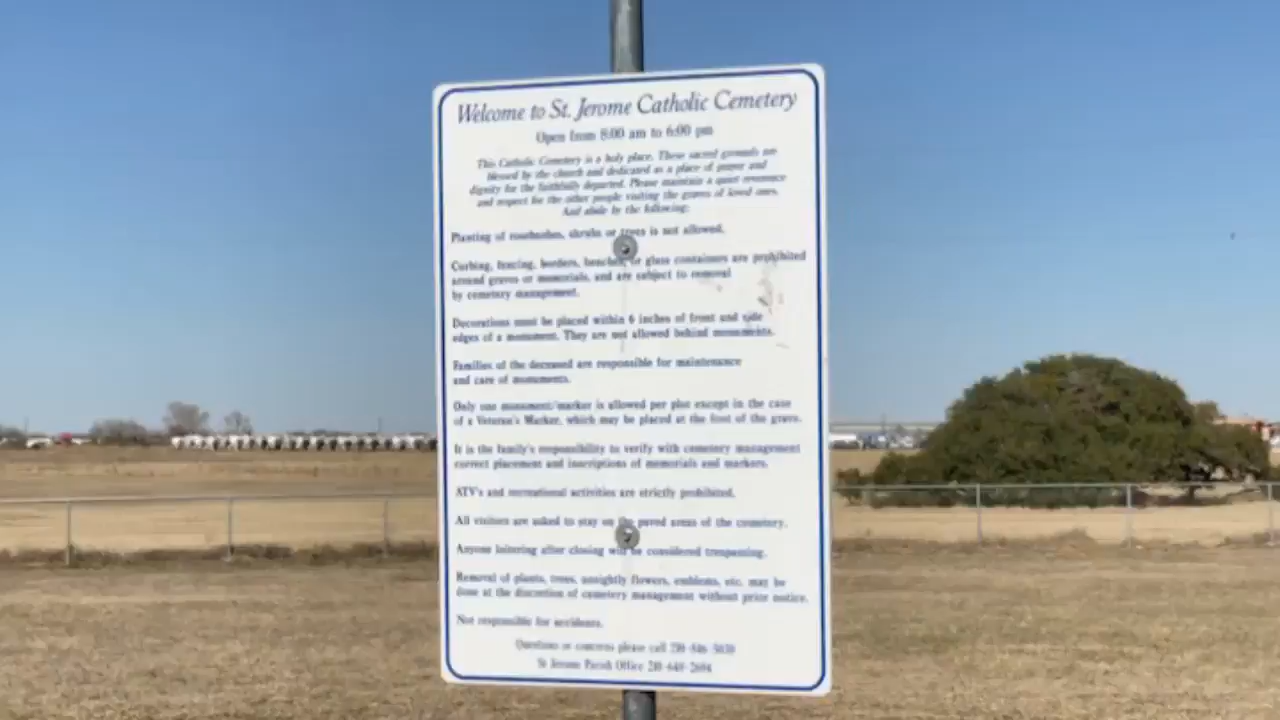 Welcome to St. Jerome Catholic Cemetery
Open from 8:00 am to 6:00 pm
This Catholic Cemetery is a holy place. These sacred grounds are
blessed by the church and dedicated as a place of prayer and
dignity for the faithfully departed. Please maintain a quiet reverence
and respect for the other people visiting the graves of loved ones.
And abide by the following:
Planting of rosebushes, shrubs or trees is not allowed.
Curbing, fencing, borders, benches, or glass containers are prohibited
around graves or memorials, and are subject to removal
by cemetery management.
Decorations must be placed within 6 inches of front and side
edges of a monument. They are not allowed behind monuments.
Families of the deceased are responsible for maintenance
and care of monuments.
Only one monument/marker is allowed per plot except in the case
of a Veteran's Marker, which may be placed at the foot of the grave.
It is the family's responsibility to verify with cemetery management
correct placement and inscriptions of memorials and markers.
ATV's and recreational activities are strictly prohibited.
All visitors are asked to stay on the paved areas of the cemetery.
Anyone loitering after closing will be considered trespassing.
Removal of plants, trees, unsightly flowers, emblems, etc. may be
done at the discretion of cemetery management without prior notice.
Not responsible for accidents.
Questions or concerns please call
St Jerome Parish Office